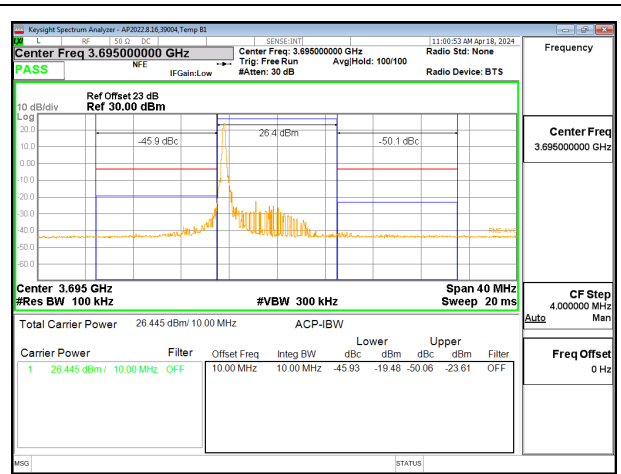 Keysight Spectrum Analyzer - AP2022.8.16,39004,Temp B1
L RF 50 Ω DC SENSE:INT 11:00:53 AM Apr 18, 2024
Center Freq 3.695000000 GHz Center Freq: 3.695000000 GHz Radio Std: None Frequency
PASS NFE Trig: Free Run Avg|Hold: 100/100
IFGain:Low #Atten: 30 dB Radio Device: BTS
Ref Offset 23 dB
10 dB/div Ref 30.00 dBm
Log
20.0
10.0
0.00
-10.0
-20.0
-30.0
-40.0
-50.0
-60.0
-45.9 dBc 26.4 dBm -50.1 dBc
RMS AVG
Center Freq
3.695000000 GHz
Center 3.695 GHz Span 40 MHz
#Res BW 100 kHz #VBW 300 kHz Sweep 20 ms
CF Step
4.000000 MHz
Auto Man
Total Carrier Power 26.445 dBm/ 10.00 MHz ACP-IBW
Lower Upper
Carrier Power Filter Offset Freq Integ BW dBc dBm dBc dBm Filter
1 26.445 dBm / 10.00 MHz OFF 10.00 MHz 10.00 MHz -45.93 -19.48 -50.06 -23.61 OFF
Freq Offset
0 Hz
MSG STATUS